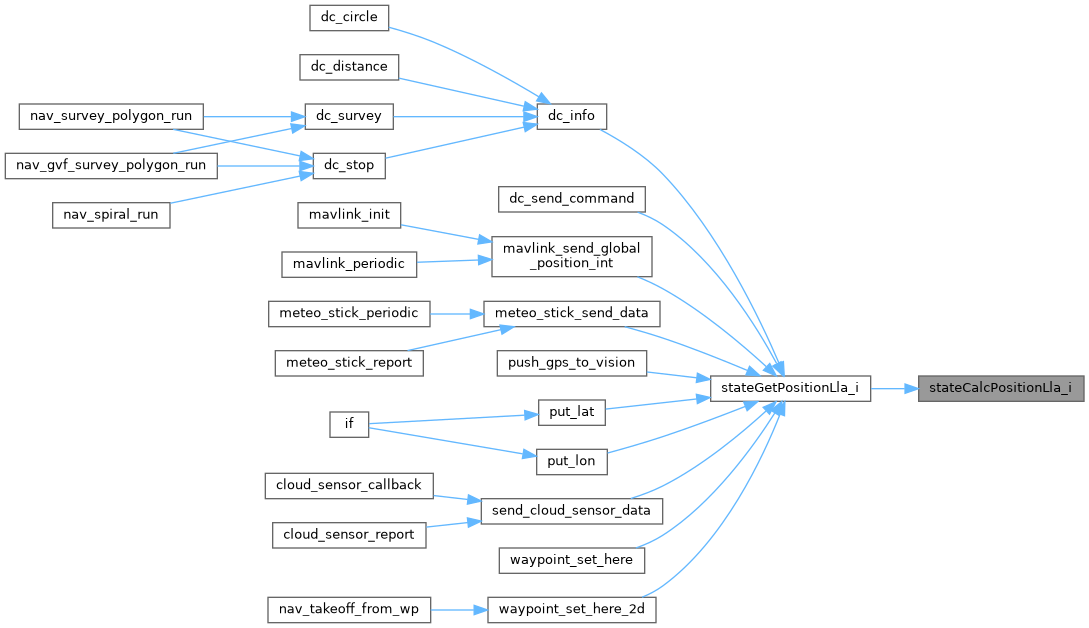 dc_circle
dc_distance
nav_survey_polygon_run
dc_survey
dc_info
nav_gvf_survey_polygon_run
dc_stop
nav_spiral_run
dc_send_command
mavlink_init
mavlink_send_global
_position_int
mavlink_periodic
meteo_stick_periodic
meteo_stick_send_data
meteo_stick_report
push_gps_to_vision
stateGetPositionLla_i
stateCalcPositionLla_i
put_lat
if
put_lon
cloud_sensor_callback
send_cloud_sensor_data
cloud_sensor_report
waypoint_set_here
nav_takeoff_from_wp
waypoint_set_here_2d